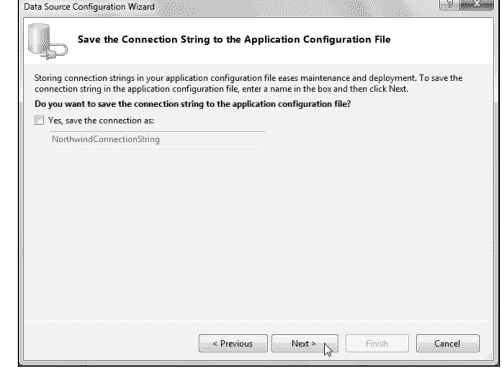 Data Source Configuration Wizard
Save the Connection String to the Application Configuration File
Storing connection strings in your application configuration file eases maintenance and deployment. To save the
connection string in the application configuration file, enter a name in the box and then click Next.
Do you want to save the connection string to the application configuration file?
Yes, save the connection as:
NorthwindConnectionString
< Previous
Next >
Finish
Cancel